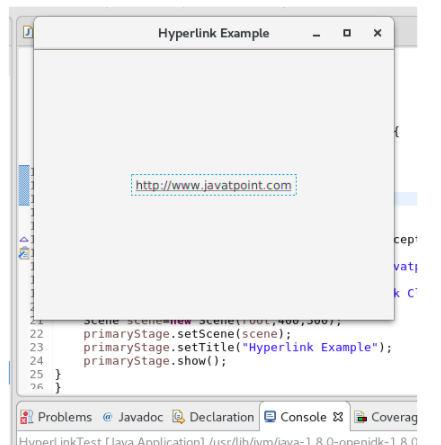 Hyperlink Example
{
http://www.javatpoint.com
cept
vatp
k Cl
21 Scene scene=new Scene(root,400,300);
22 primaryStage.setScene(scene);
23 primaryStage.setTitle("Hyperlink Example");
24 primaryStage.show();
25 }
26 }
Problems @ Javadoc Declaration Console Coverag
HyperLinkTest [Java Application] /usr/lib/jvm/java-1.8.0-openjdk-1.8.0